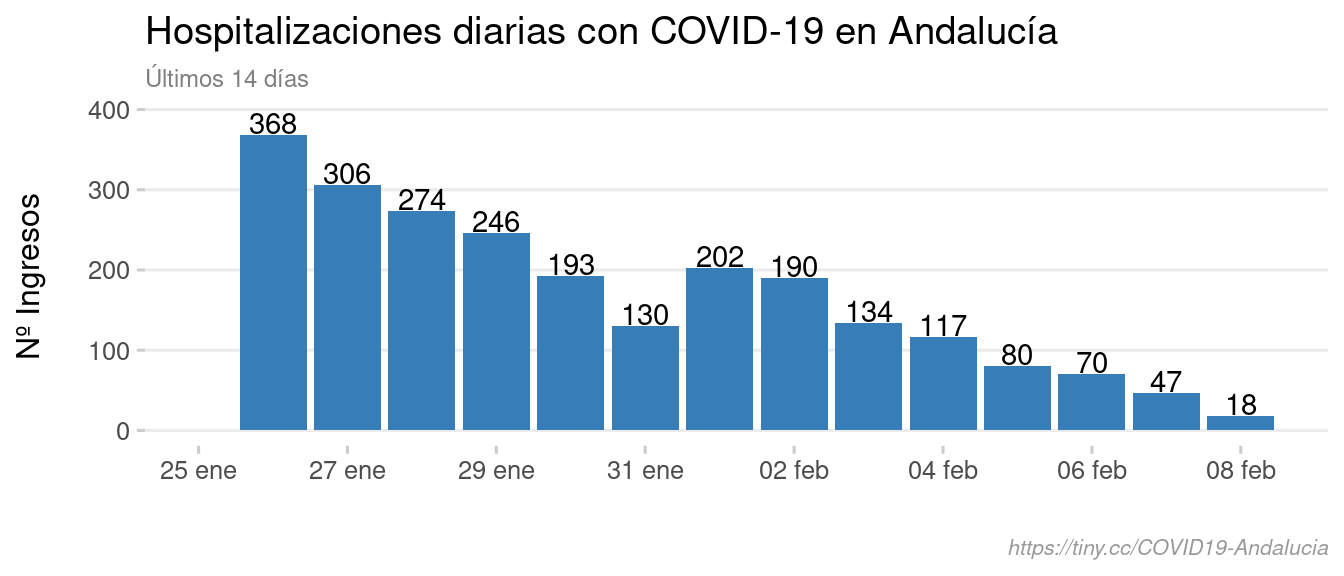 Hospitalizaciones diarias con COVID-19 en Andalucía
Últimos 14 días
Nº Ingresos
400
300
200
100
0
368
306
274
246
193
130
202
190
134
117
80
70
47
18
25 ene
27 ene
29 ene
31 ene
02 feb
04 feb
06 feb
08 feb
https://tiny.cc/COVID19-Andalucia